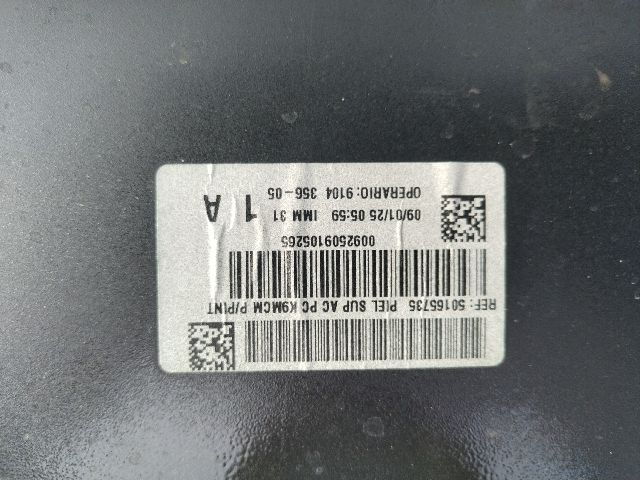 REF: 50165735 PIEL SUP AC PC K9MCM P/PINT
0092509105265
09/01/25 05:59 IMM 31 1 A
OPERARIO:9104 356-05